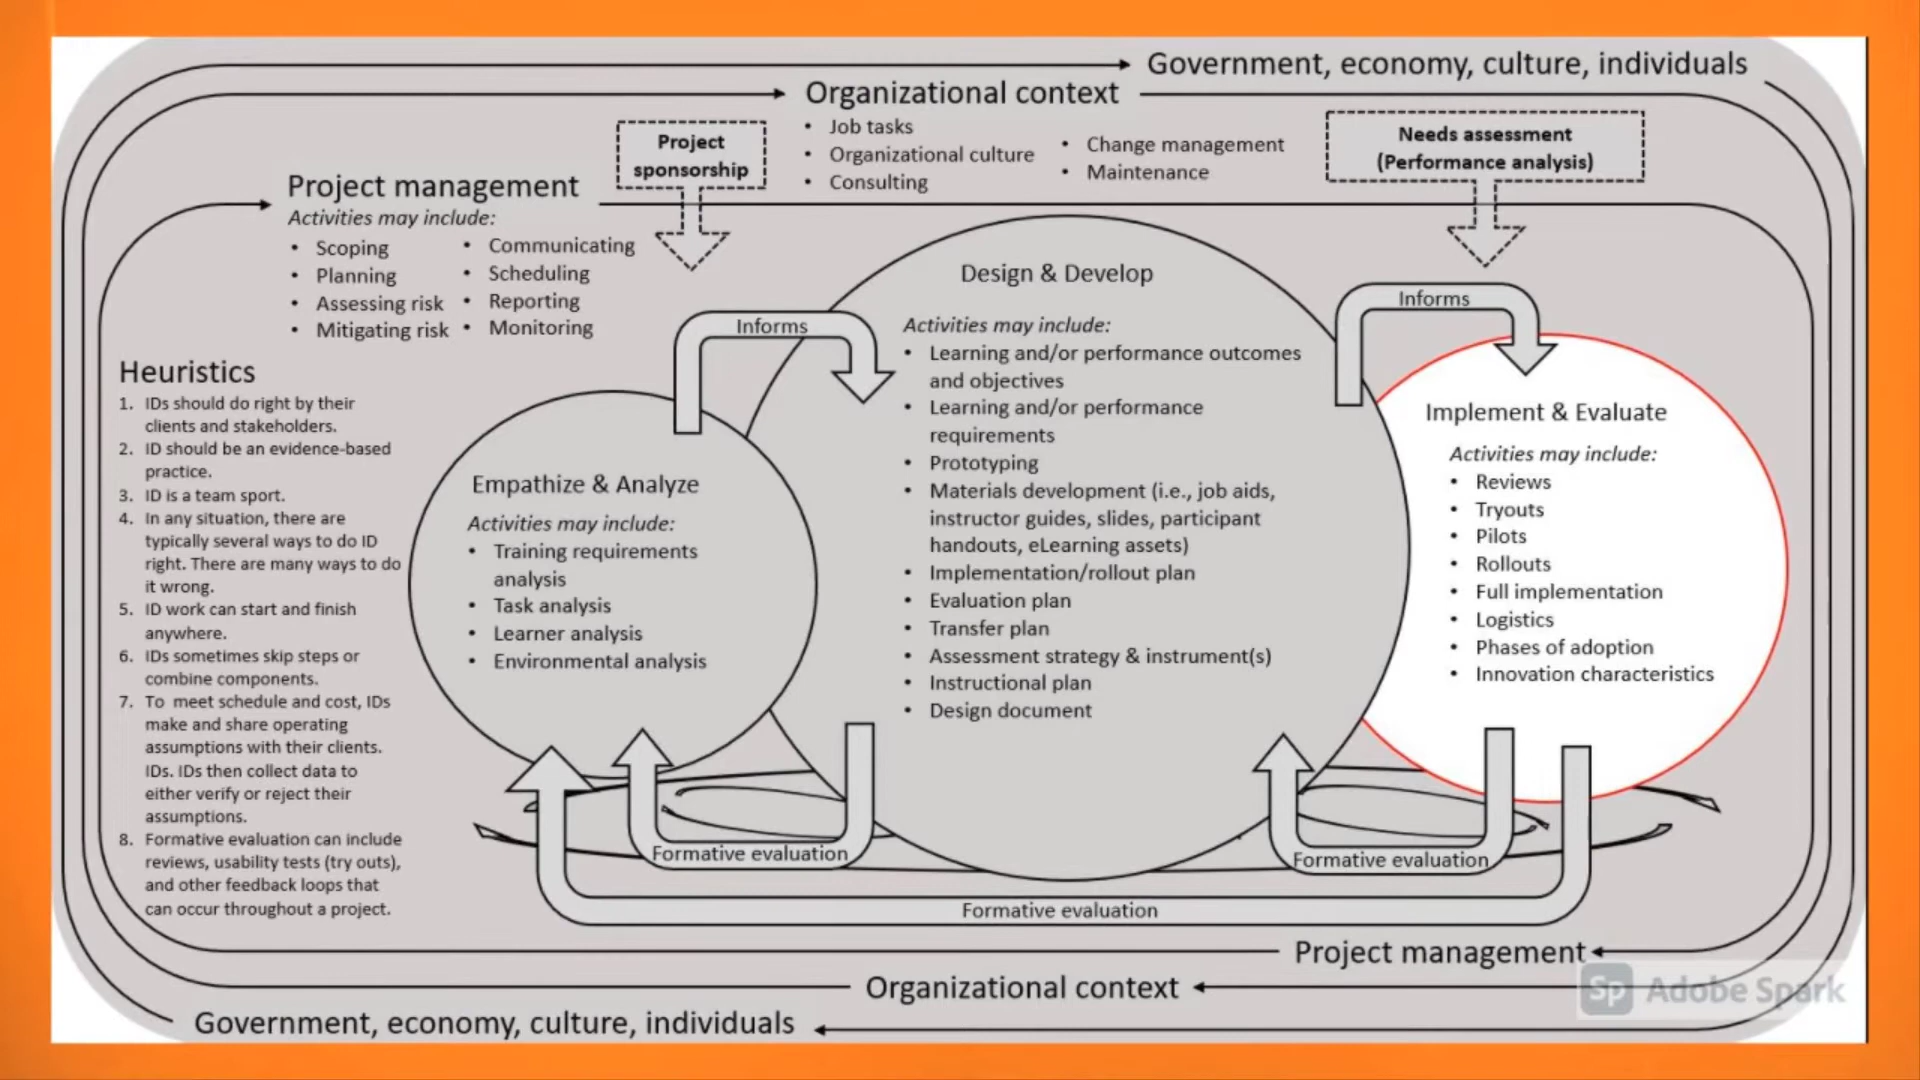 Government, economy, culture, individuals
Organizational context
• Job tasks
• Organizational culture
• Consulting
• Change management
• Maintenance
Project
sponsorship
Needs assessment
(Performance analysis)
Project management
Activities may include:
• Scoping
• Planning
• Assessing risk
• Mitigating risk
• Communicating
• Scheduling
• Reporting
• Monitoring
Heuristics
1. IDs should do right by their
clients and stakeholders.
2. ID should be an evidence-based
practice.
3. ID is a team sport.
4. In any situation, there are
typically several ways to do ID
right. There are many ways to do
it wrong.
5. ID work can start and finish
anywhere.
6. IDs sometimes skip steps or
combine components.
7. To meet schedule and cost, IDs
make and share operating
assumptions with their clients.
IDs. IDs then collect data to
either verify or reject their
assumptions.
8. Formative evaluation can include
reviews, usability tests (try outs),
and other feedback loops that
can occur throughout a project.
Empathize & Analyze
Activities may include:
• Training requirements
analysis
• Task analysis
• Learner analysis
• Environmental analysis
Informs
Design & Develop
Activities may include:
• Learning and/or performance outcomes
and objectives
• Learning and/or performance
requirements
• Prototyping
• Materials development (i.e., job aids,
instructor guides, slides, participant
handouts, eLearning assets)
• Implementation/rollout plan
• Evaluation plan
• Transfer plan
• Assessment strategy & instrument(s)
• Instructional plan
• Design document
Informs
Implement & Evaluate
Activities may include:
• Reviews
• Tryouts
• Pilots
• Rollouts
• Full implementation
• Logistics
• Phases of adoption
• Innovation characteristics
Formative evaluation
Formative evaluation
Formative evaluation
Project management
Organizational context
Government, economy, culture, individuals
Sp Adobe Spark